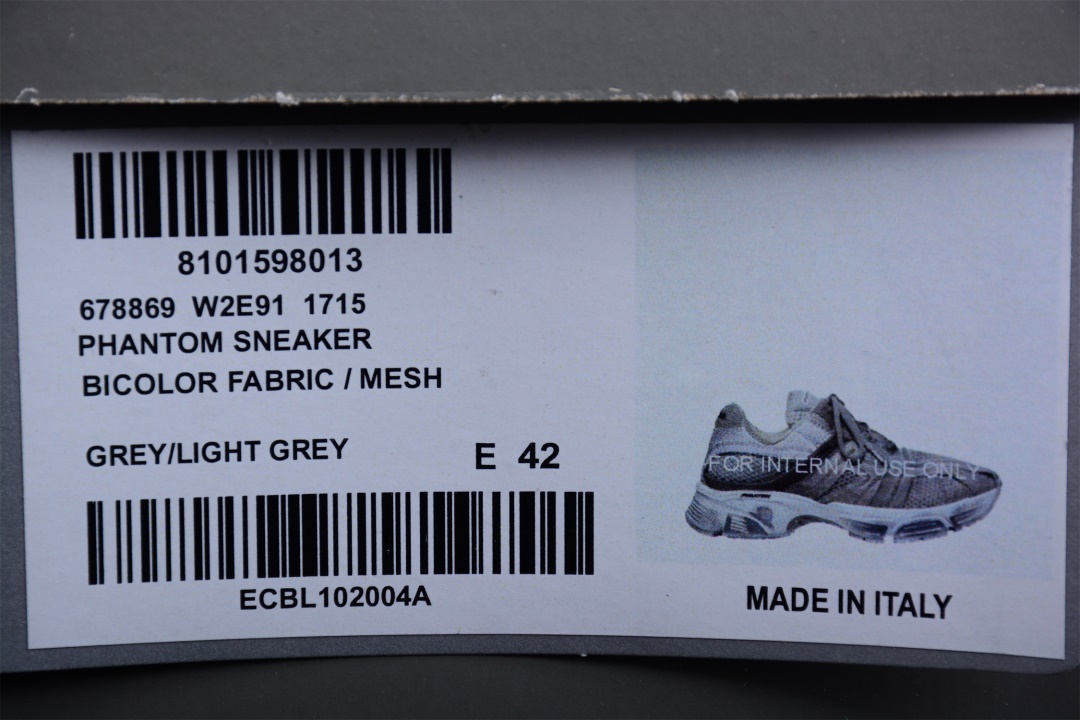 8101598013
678869 W2E91 1715
PHANTOM SNEAKER
BICOLOR FABRIC / MESH
GREY/LIGHT GREY E 42
ECBL102004A
FOR INTERNAL USE ONLY
MADE IN ITALY